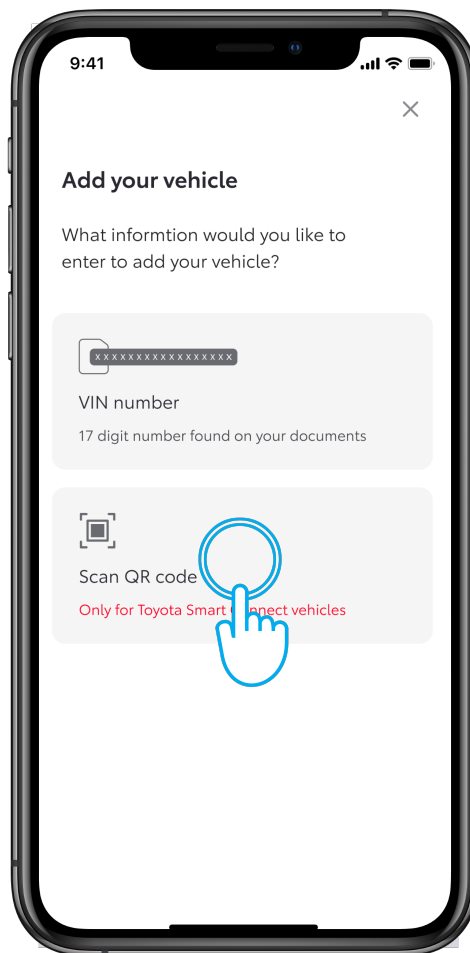 9:41
Add your vehicle
What informtion would you like to
enter to add your vehicle?
x x x x x x x x x x x x x x x x x
VIN number
17 digit number found on your documents
Scan QR code
Only for Toyota Smart Connect vehicles